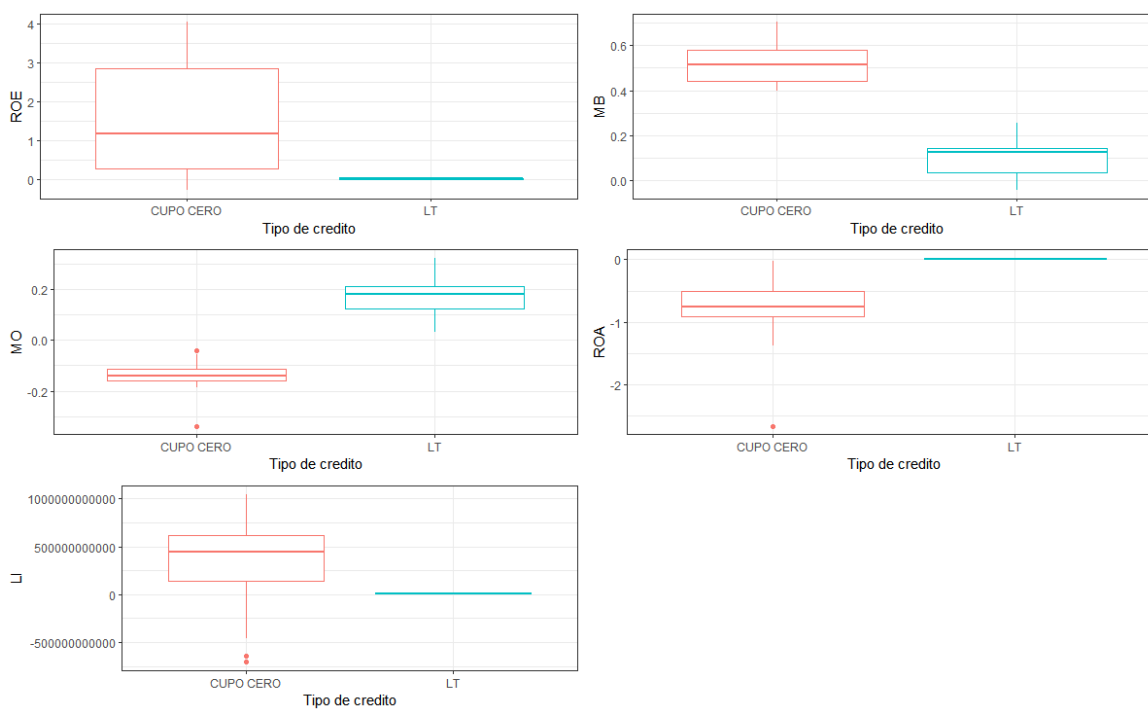 ROE
4
3
2
1
0
CUPO CERO
LT
Tipo de credito
MB
0.6
0.4
0.2
0.0
CUPO CERO
LT
Tipo de credito
MO
0.2
0.0
-0.2
CUPO CERO
LT
Tipo de credito
ROA
0
-1
-2
CUPO CERO
LT
Tipo de credito
LI
1000000000000
500000000000
0
-500000000000
CUPO CERO
LT
Tipo de credito